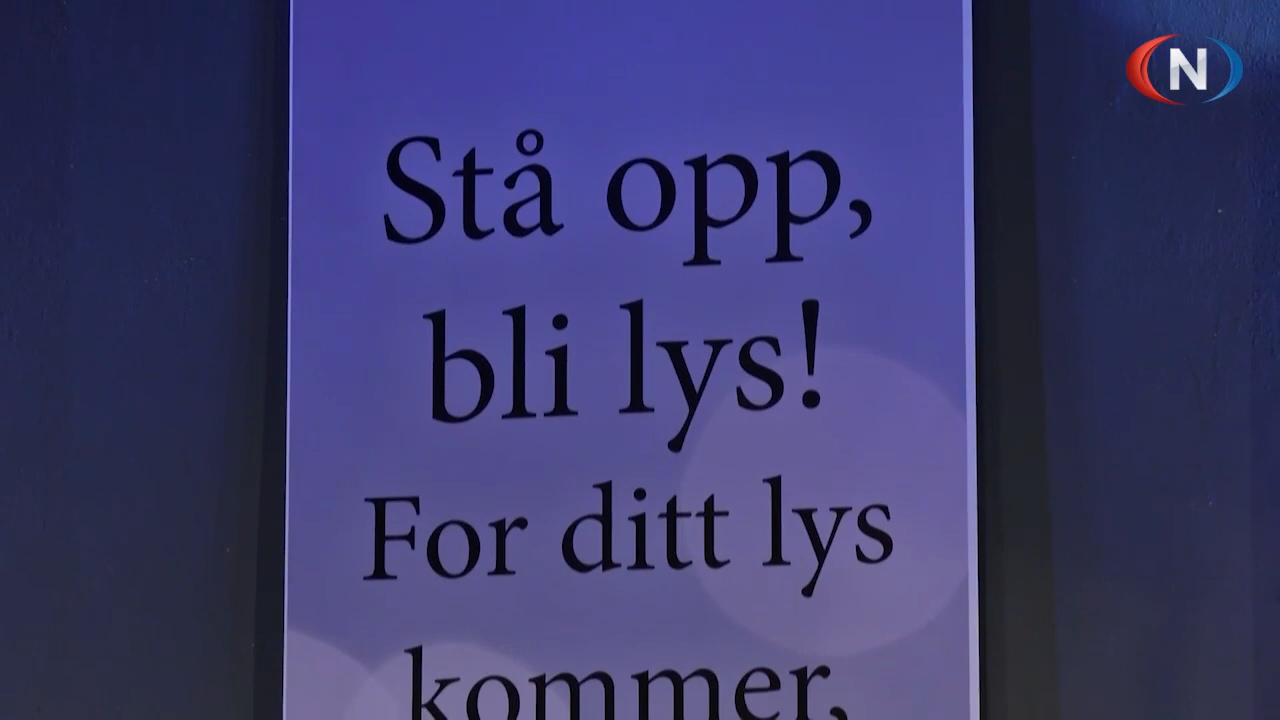 N
Stå opp,
bli lys!
For ditt lys
kommer,